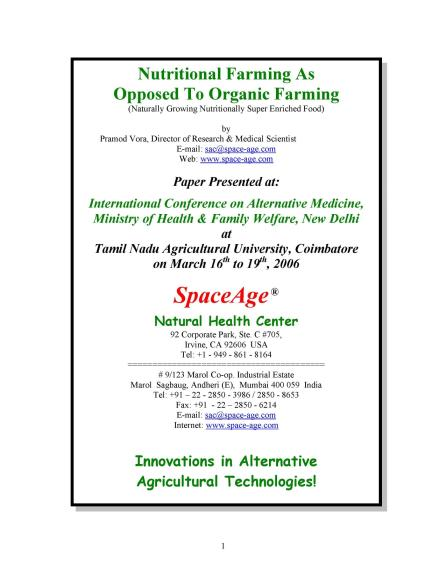 Nutritional Farming As
Opposed To Organic Farming
(Naturally Growing Nutritionally Super Enriched Food)
by
Pramod Vora, Director of Research & Medical Scientist
E-mail: sac@space-age.com
Web: www.space-age.com
Paper Presented at:
International Conference on Alternative Medicine,
Ministry of Health & Family Welfare, New Delhi
at
Tamil Nadu Agricultural University, Coimbatore
on March 16th to 19th, 2006
SpaceAge®
Natural Health Center
92 Corporate Park, Ste. C #705,
Irvine, CA 92606 USA
Tel: +1 - 949 - 861 - 8164
========================================
# 9/123 Marol Co-op. Industrial Estate
Marol Sagbaug, Andheri (E), Mumbai 400 059 India
Tel: +91 – 22 - 2850 - 3986 / 2850 - 8653
Fax: +91 - 22 – 2850 - 6214
E-mail: sac@space-age.com
Internet: www.space-age.com
Innovations in Alternative
Agricultural Technologies!
1